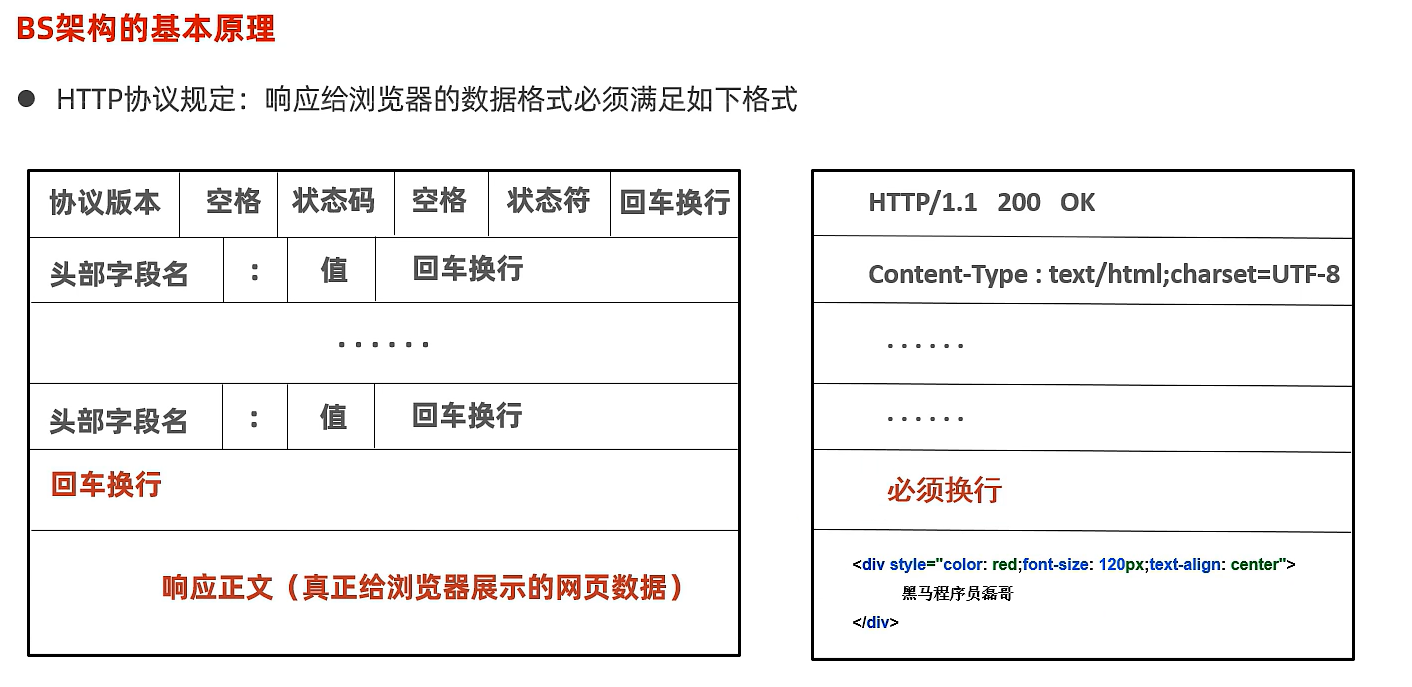 BS架构的基本原理
● HTTP协议规定：响应给浏览器的数据格式必须满足如下格式
协议版本 空格 状态码 空格 状态符 回车换行
头部字段名 : 值 回车换行
······
头部字段名 : 值 回车换行
回车换行
响应正文（真正给浏览器展示的网页数据）
HTTP/1.1 200 OK
Content-Type : text/html;charset=UTF-8
······
······
必须换行
<div style="color: red;font-size: 120px;text-align: center">
黑马程序员磊哥
</div>